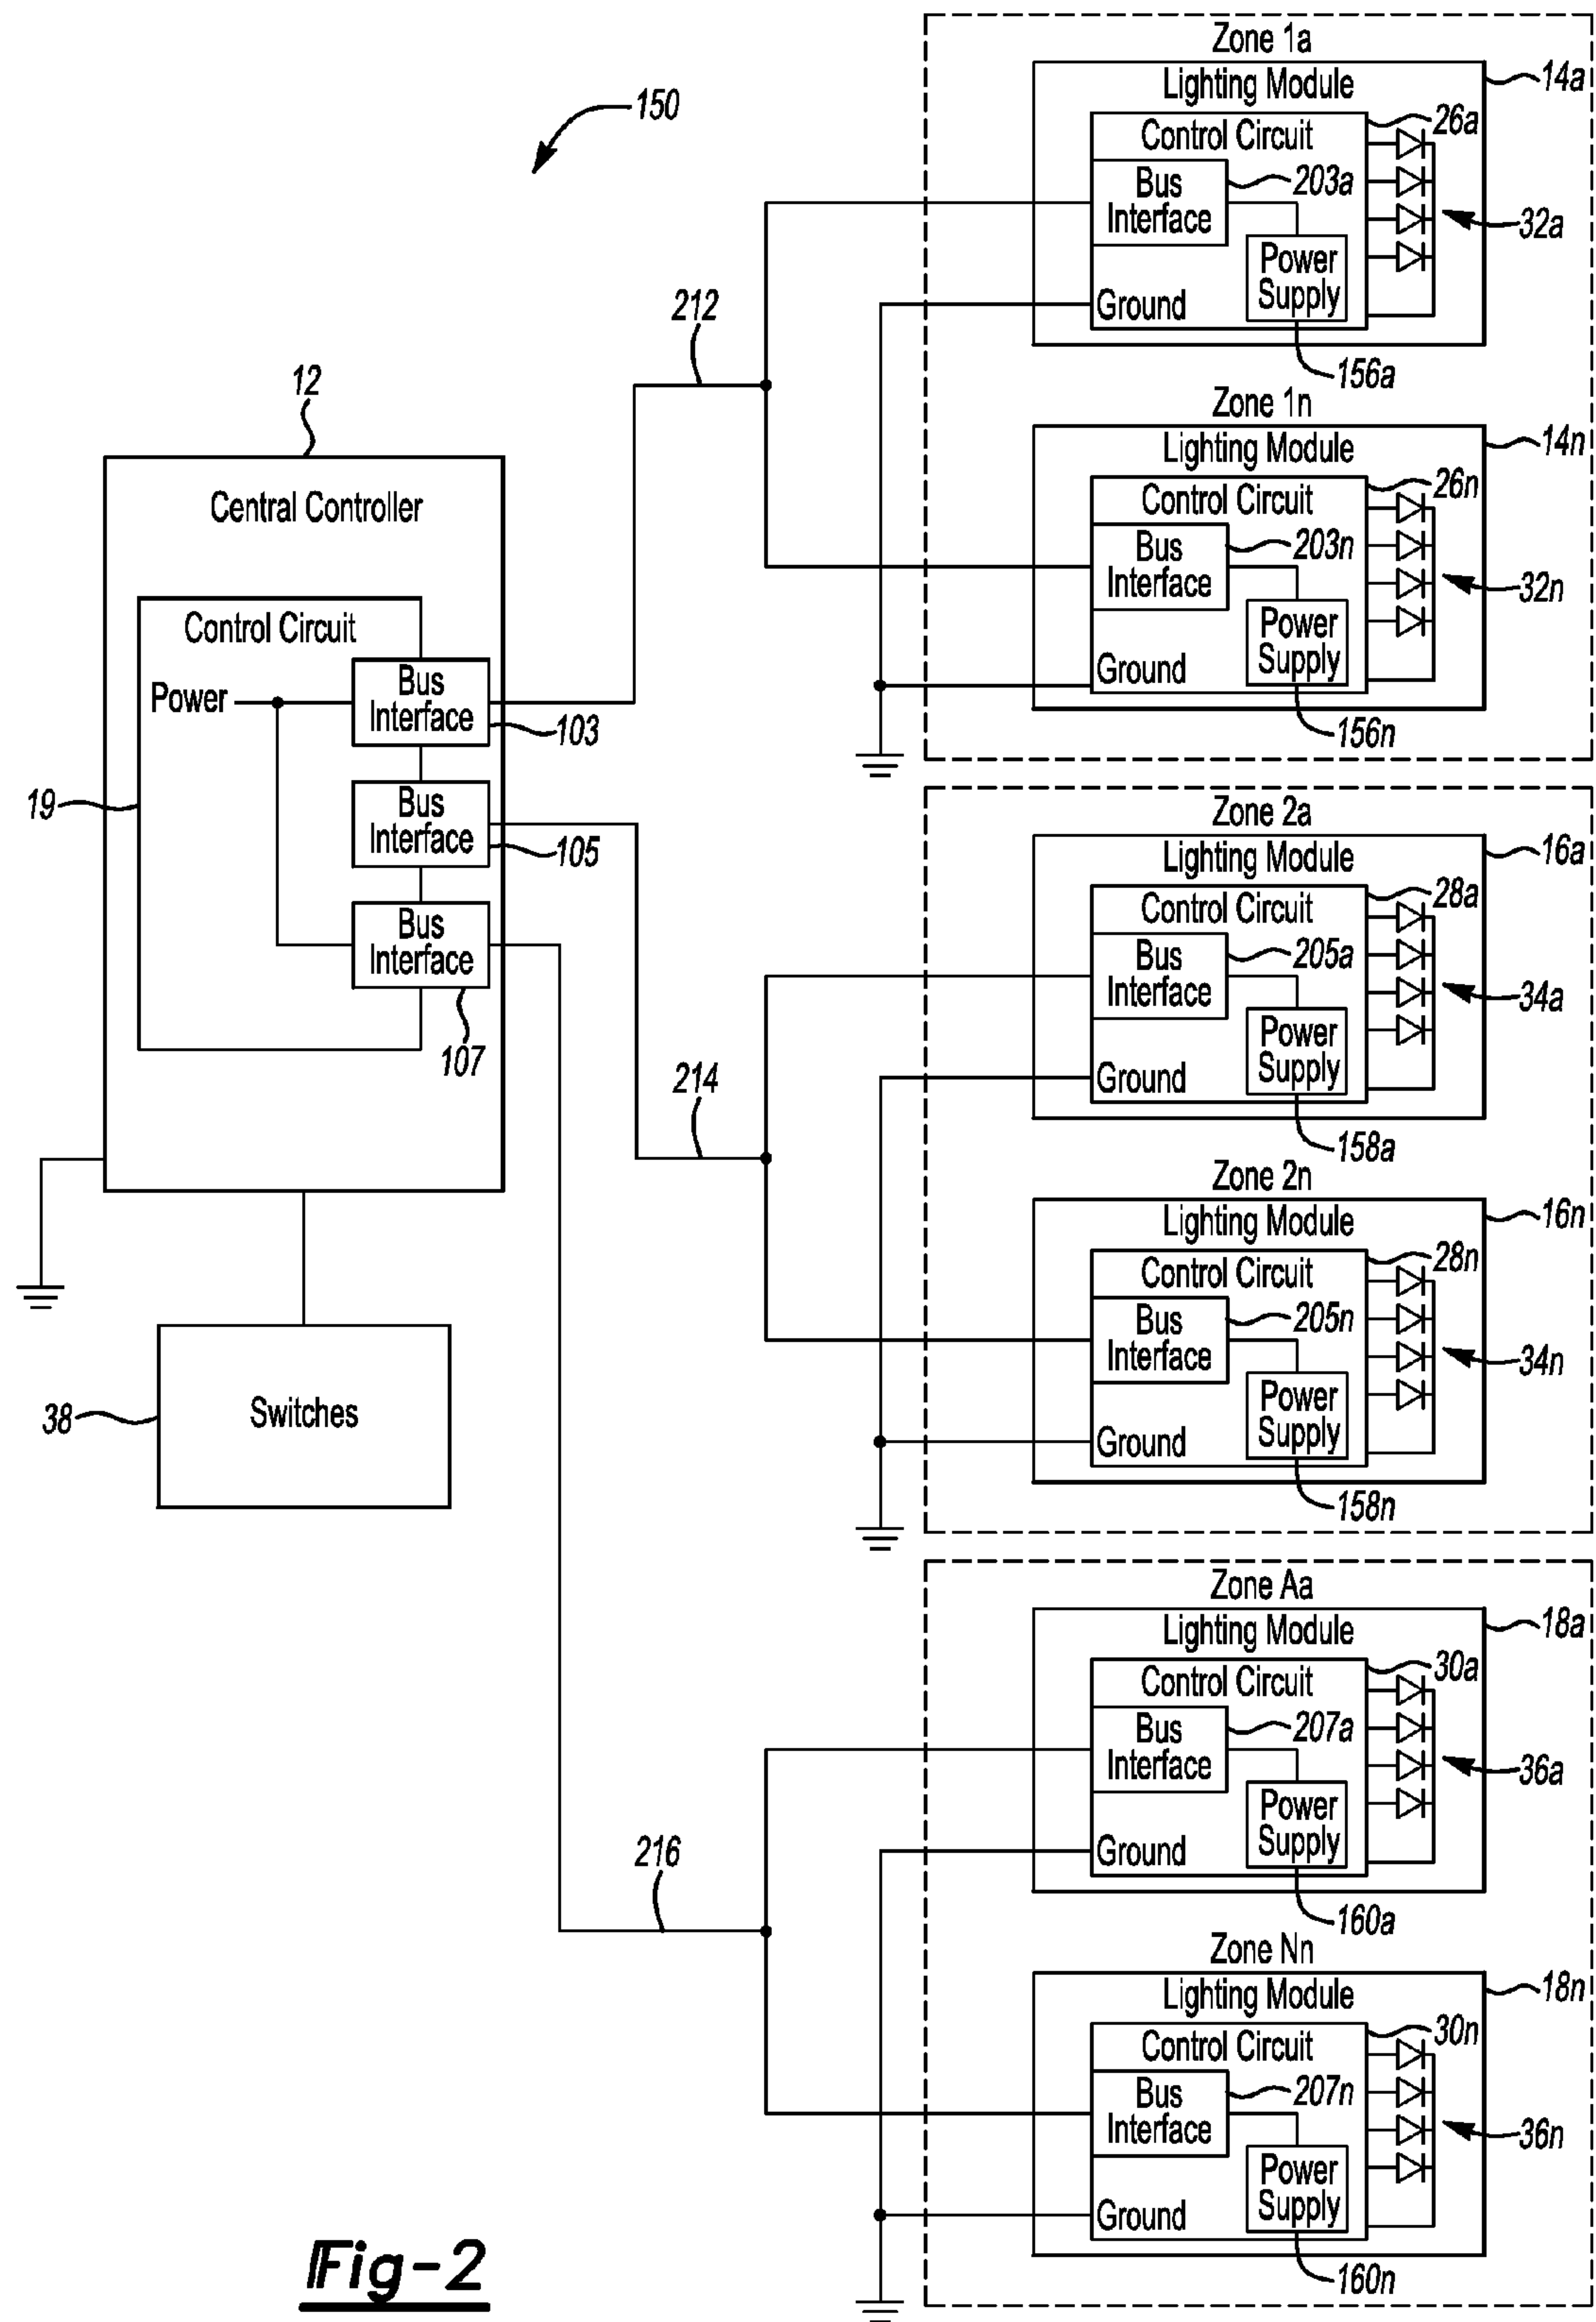 150
12
Central Controller
Control Circuit
Power
Bus
Interface
103
19
Bus
Interface
105
Bus
Interface
107
38
Switches
212
214
216
Zone 1a
Lighting Module
14a
Control Circuit
26a
Bus
Interface
203a
32a
Power
Supply
Ground
156a
Zone 1n
Lighting Module
14n
Control Circuit
26n
Bus
Interface
203n
32n
Power
Supply
Ground
156n
Zone 2a
Lighting Module
16a
Control Circuit
28a
Bus
Interface
205a
34a
Power
Supply
Ground
158a
Zone 2n
Lighting Module
16n
Control Circuit
28n
Bus
Interface
205n
34n
Power
Supply
Ground
158n
Zone Aa
Lighting Module
18a
Control Circuit
30a
Bus
Interface
207a
36a
Power
Supply
Ground
160a
Zone Nn
Lighting Module
18n
Control Circuit
30n
Bus
Interface
207n
36n
Power
Supply
Ground
160n
Fig-2